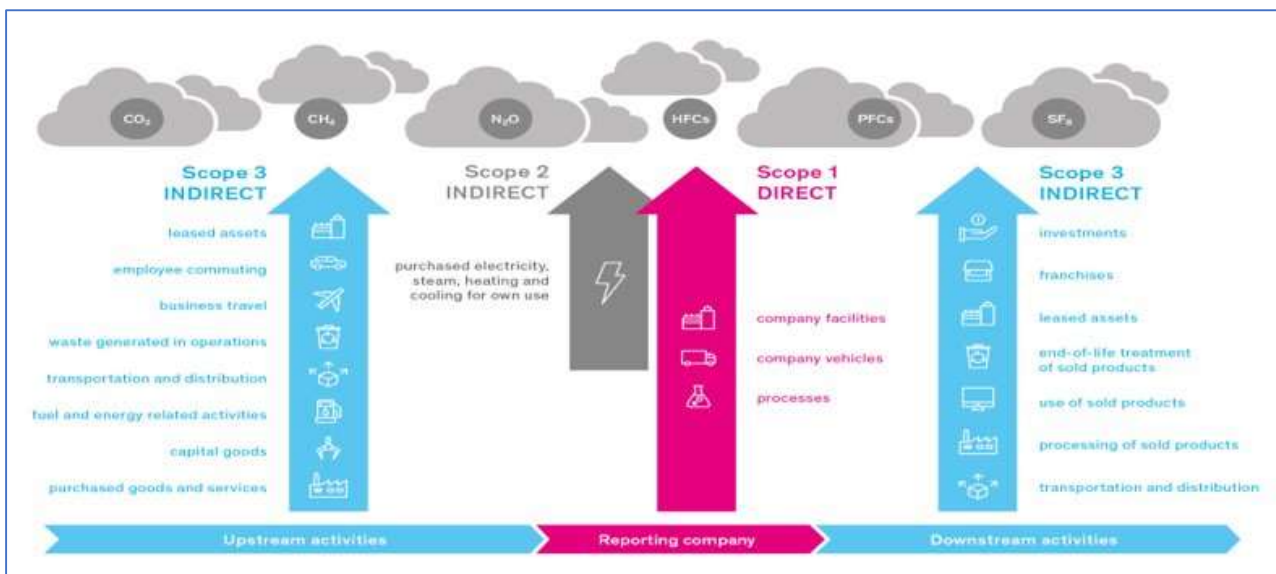 CO₂
CH₄
N₂O
HFCs
PFCs
SF₆
Scope 3
INDIRECT
leased assets
employee commuting
business travel
waste generated in operations
transportation and distribution
fuel and energy related activities
capital goods
purchased goods and services
Scope 2
INDIRECT
purchased electricity,
steam, heating and
cooling for own use
Scope 1
DIRECT
company facilities
company vehicles
processes
Scope 3
INDIRECT
investments
franchises
leased assets
end-of-life treatment
of sold products
use of sold products
processing of sold products
transportation and distribution
Upstream activities
Reporting company
Downstream activities